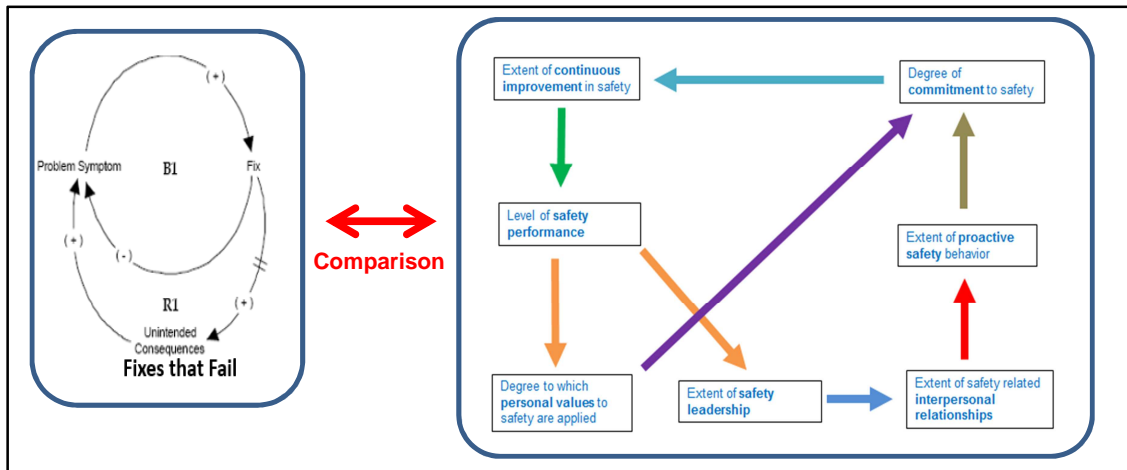 (+)
Problem Symptom
B1
Fix
(+)
(-)
R1
(+)
Unintended
Consequences
Fixes that Fail
Comparison
Extent of continuous
improvement in safety
Degree of
commitment to safety
Level of safety
performance
Extent of proactive
safety behavior
Degree to which
personal values to
safety are applied
Extent of safety
leadership
Extent of safety related
interpersonal
relationships